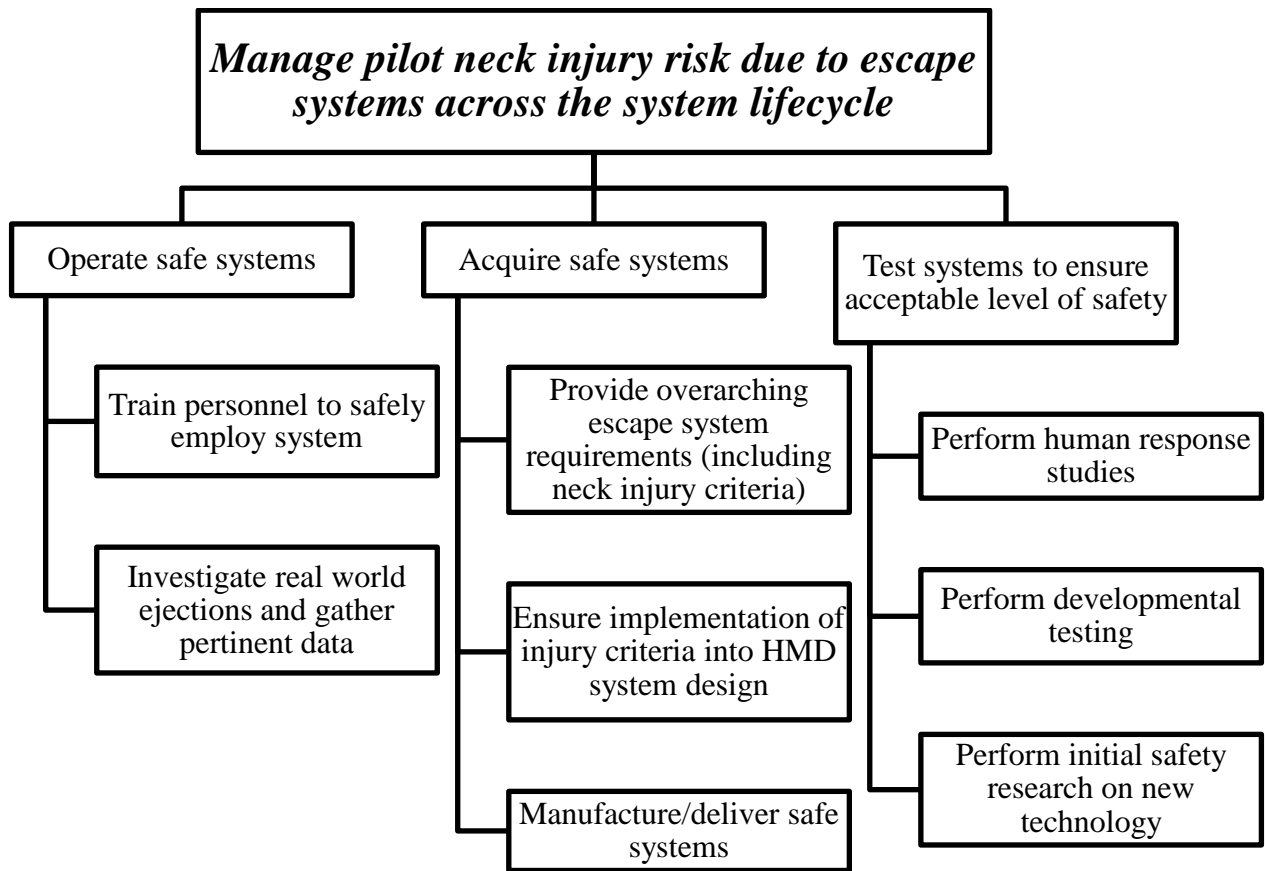 Manage pilot neck injury risk due to escape
systems across the system lifecycle
Operate safe systems
Train personnel to safely
employ system
Investigate real world
ejections and gather
pertinent data
Acquire safe systems
Provide overarching
escape system
requirements (including
neck injury criteria)
Ensure implementation of
injury criteria into HMD
system design
Manufacture/deliver safe
systems
Test systems to ensure
acceptable level of safety
Perform human response
studies
Perform developmental
testing
Perform initial safety
research on new
technology